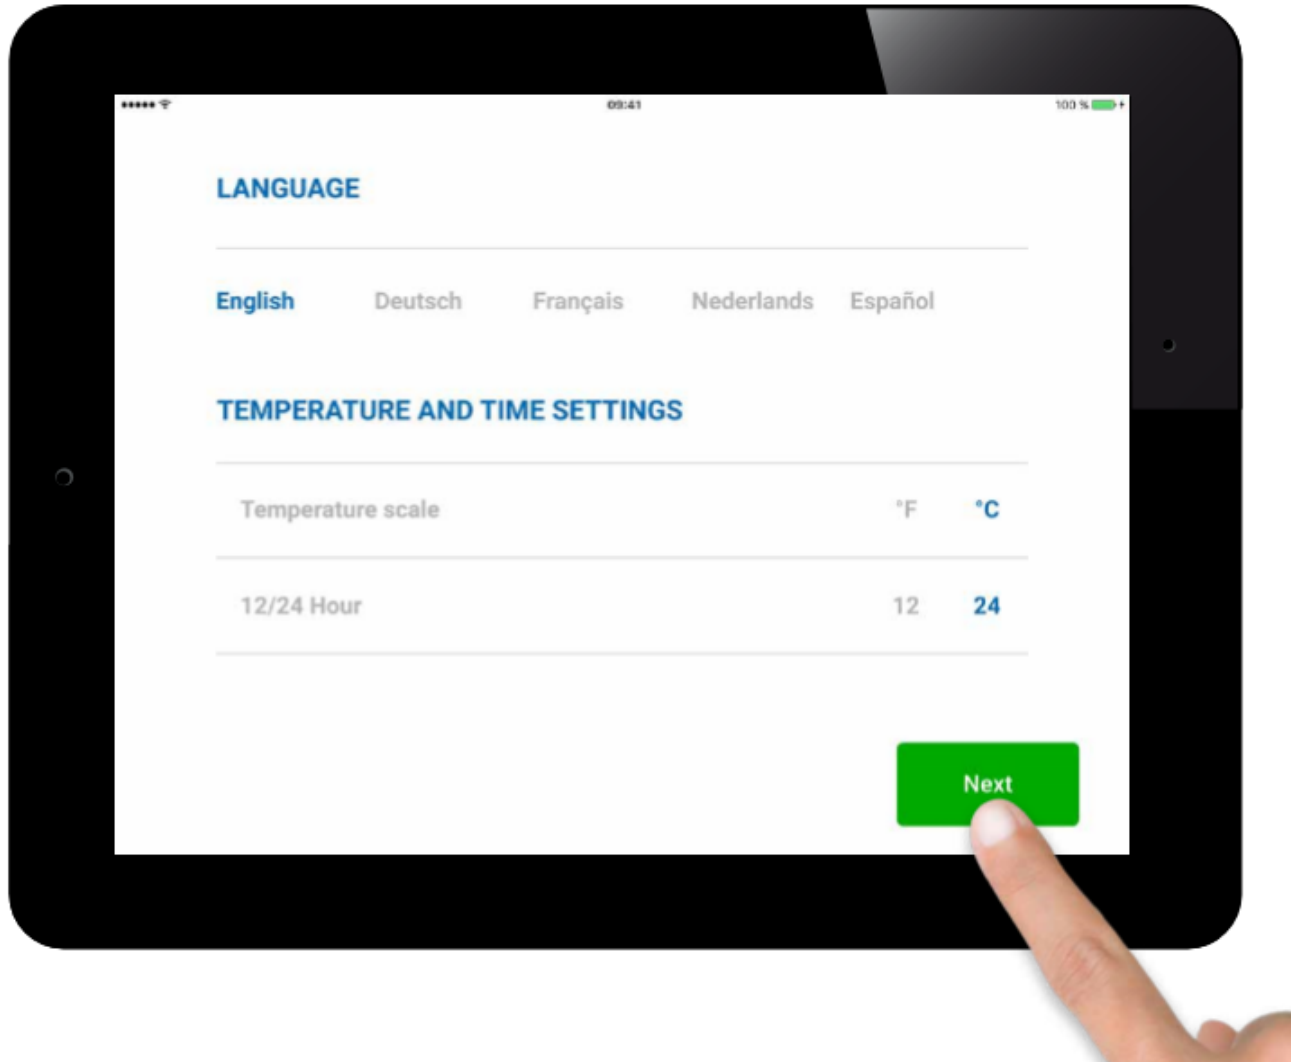 09:41
100 %
LANGUAGE
English Deutsch Français Nederlands Español
TEMPERATURE AND TIME SETTINGS
Temperature scale °F °C
12/24 Hour 12 24
Next